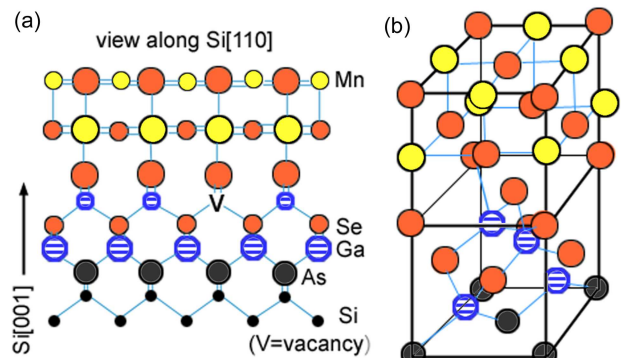 (a)
(b)
view along Si[110]
Mn
V
Se
Ga
As
Si
(V=vacancy)
Si[001]